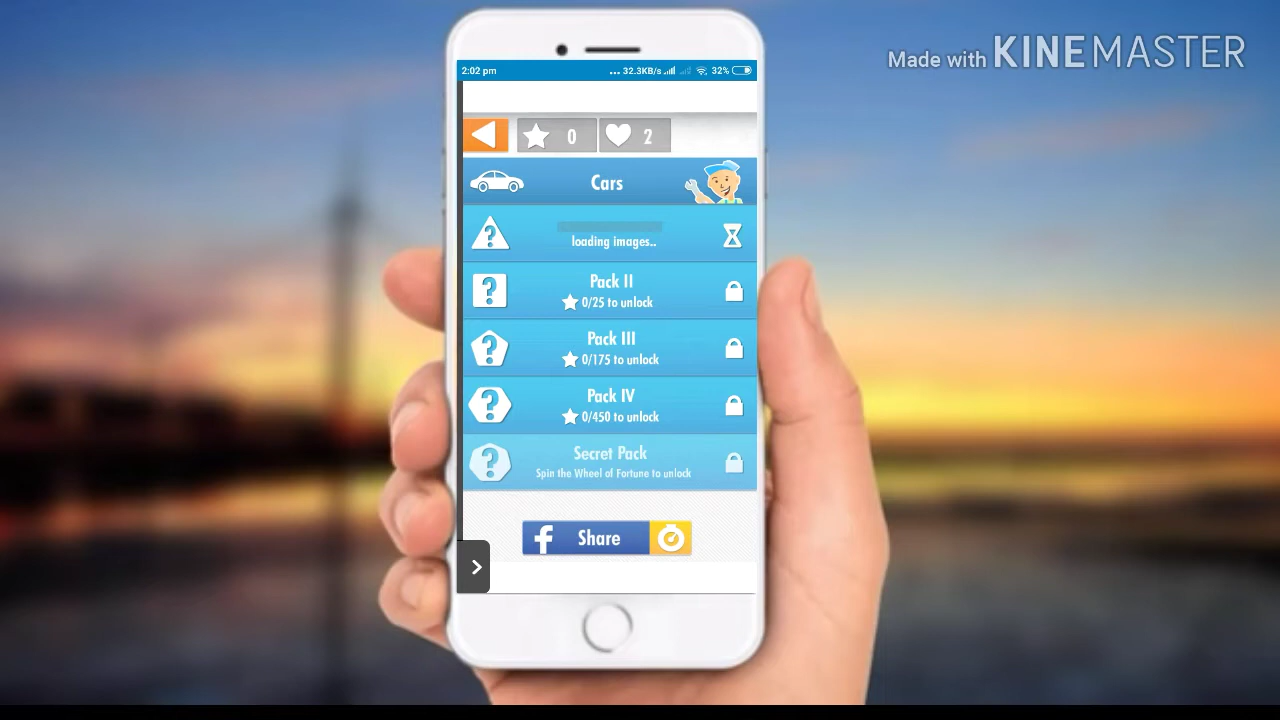 Made with KINEMASTER
2:02 pm
... 32.3KB/s 32%
0 2
Cars
?
loading images..
?
Pack II
0/25 to unlock
?
Pack III
0/175 to unlock
?
Pack IV
0/450 to unlock
?
Secret Pack
Spin the Wheel of Fortune to unlock
f Share
>